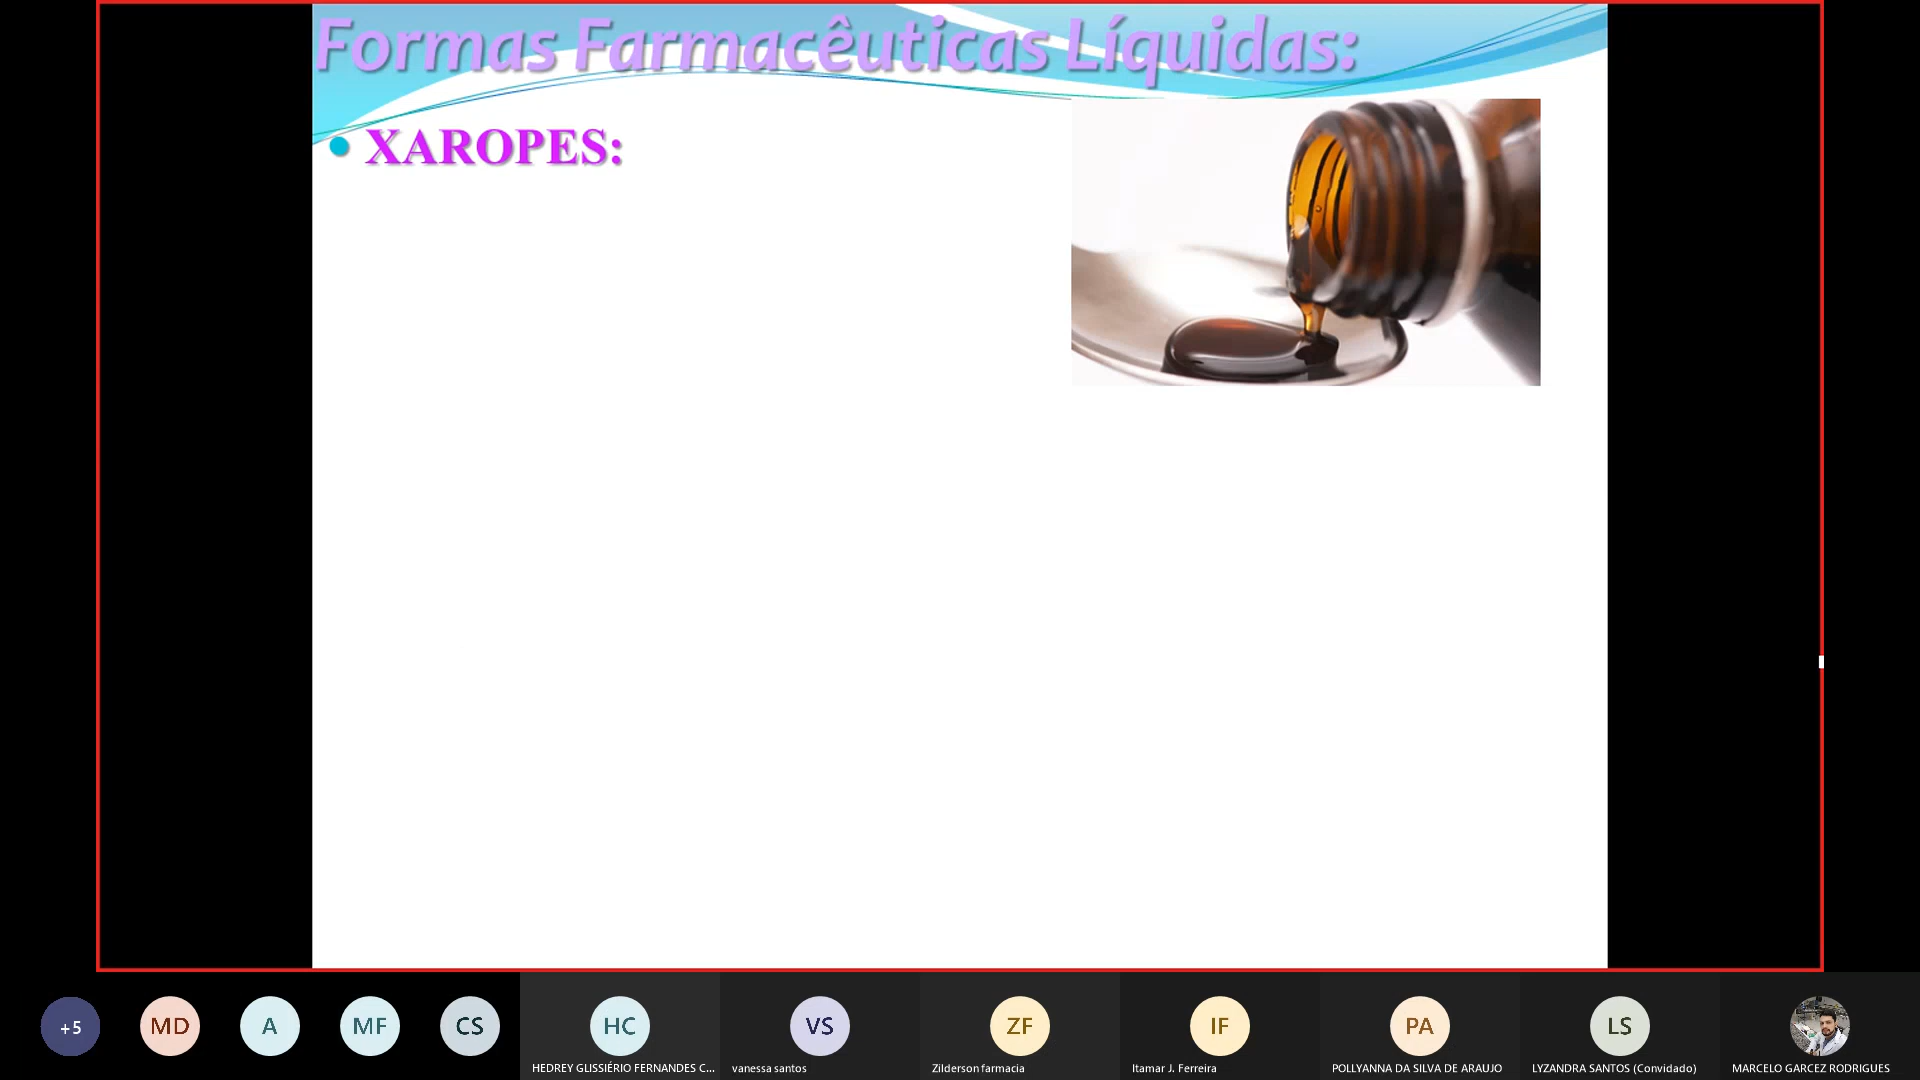 Formas Farmacêuticas Líquidas:
• XAROPES:
+5
MD
A
MF
CS
HC
VS
ZF
IF
PA
LS
HEDREY GLISSIÉRIO FERNANDES C...
vanessa santos
Zilderson farmacia
Itamar J. Ferreira
POLLYANNA DA SILVA DE ARAUJO
LYZANDRA SANTOS (Convidado)
MARCELO GARCEZ RODRIGUES